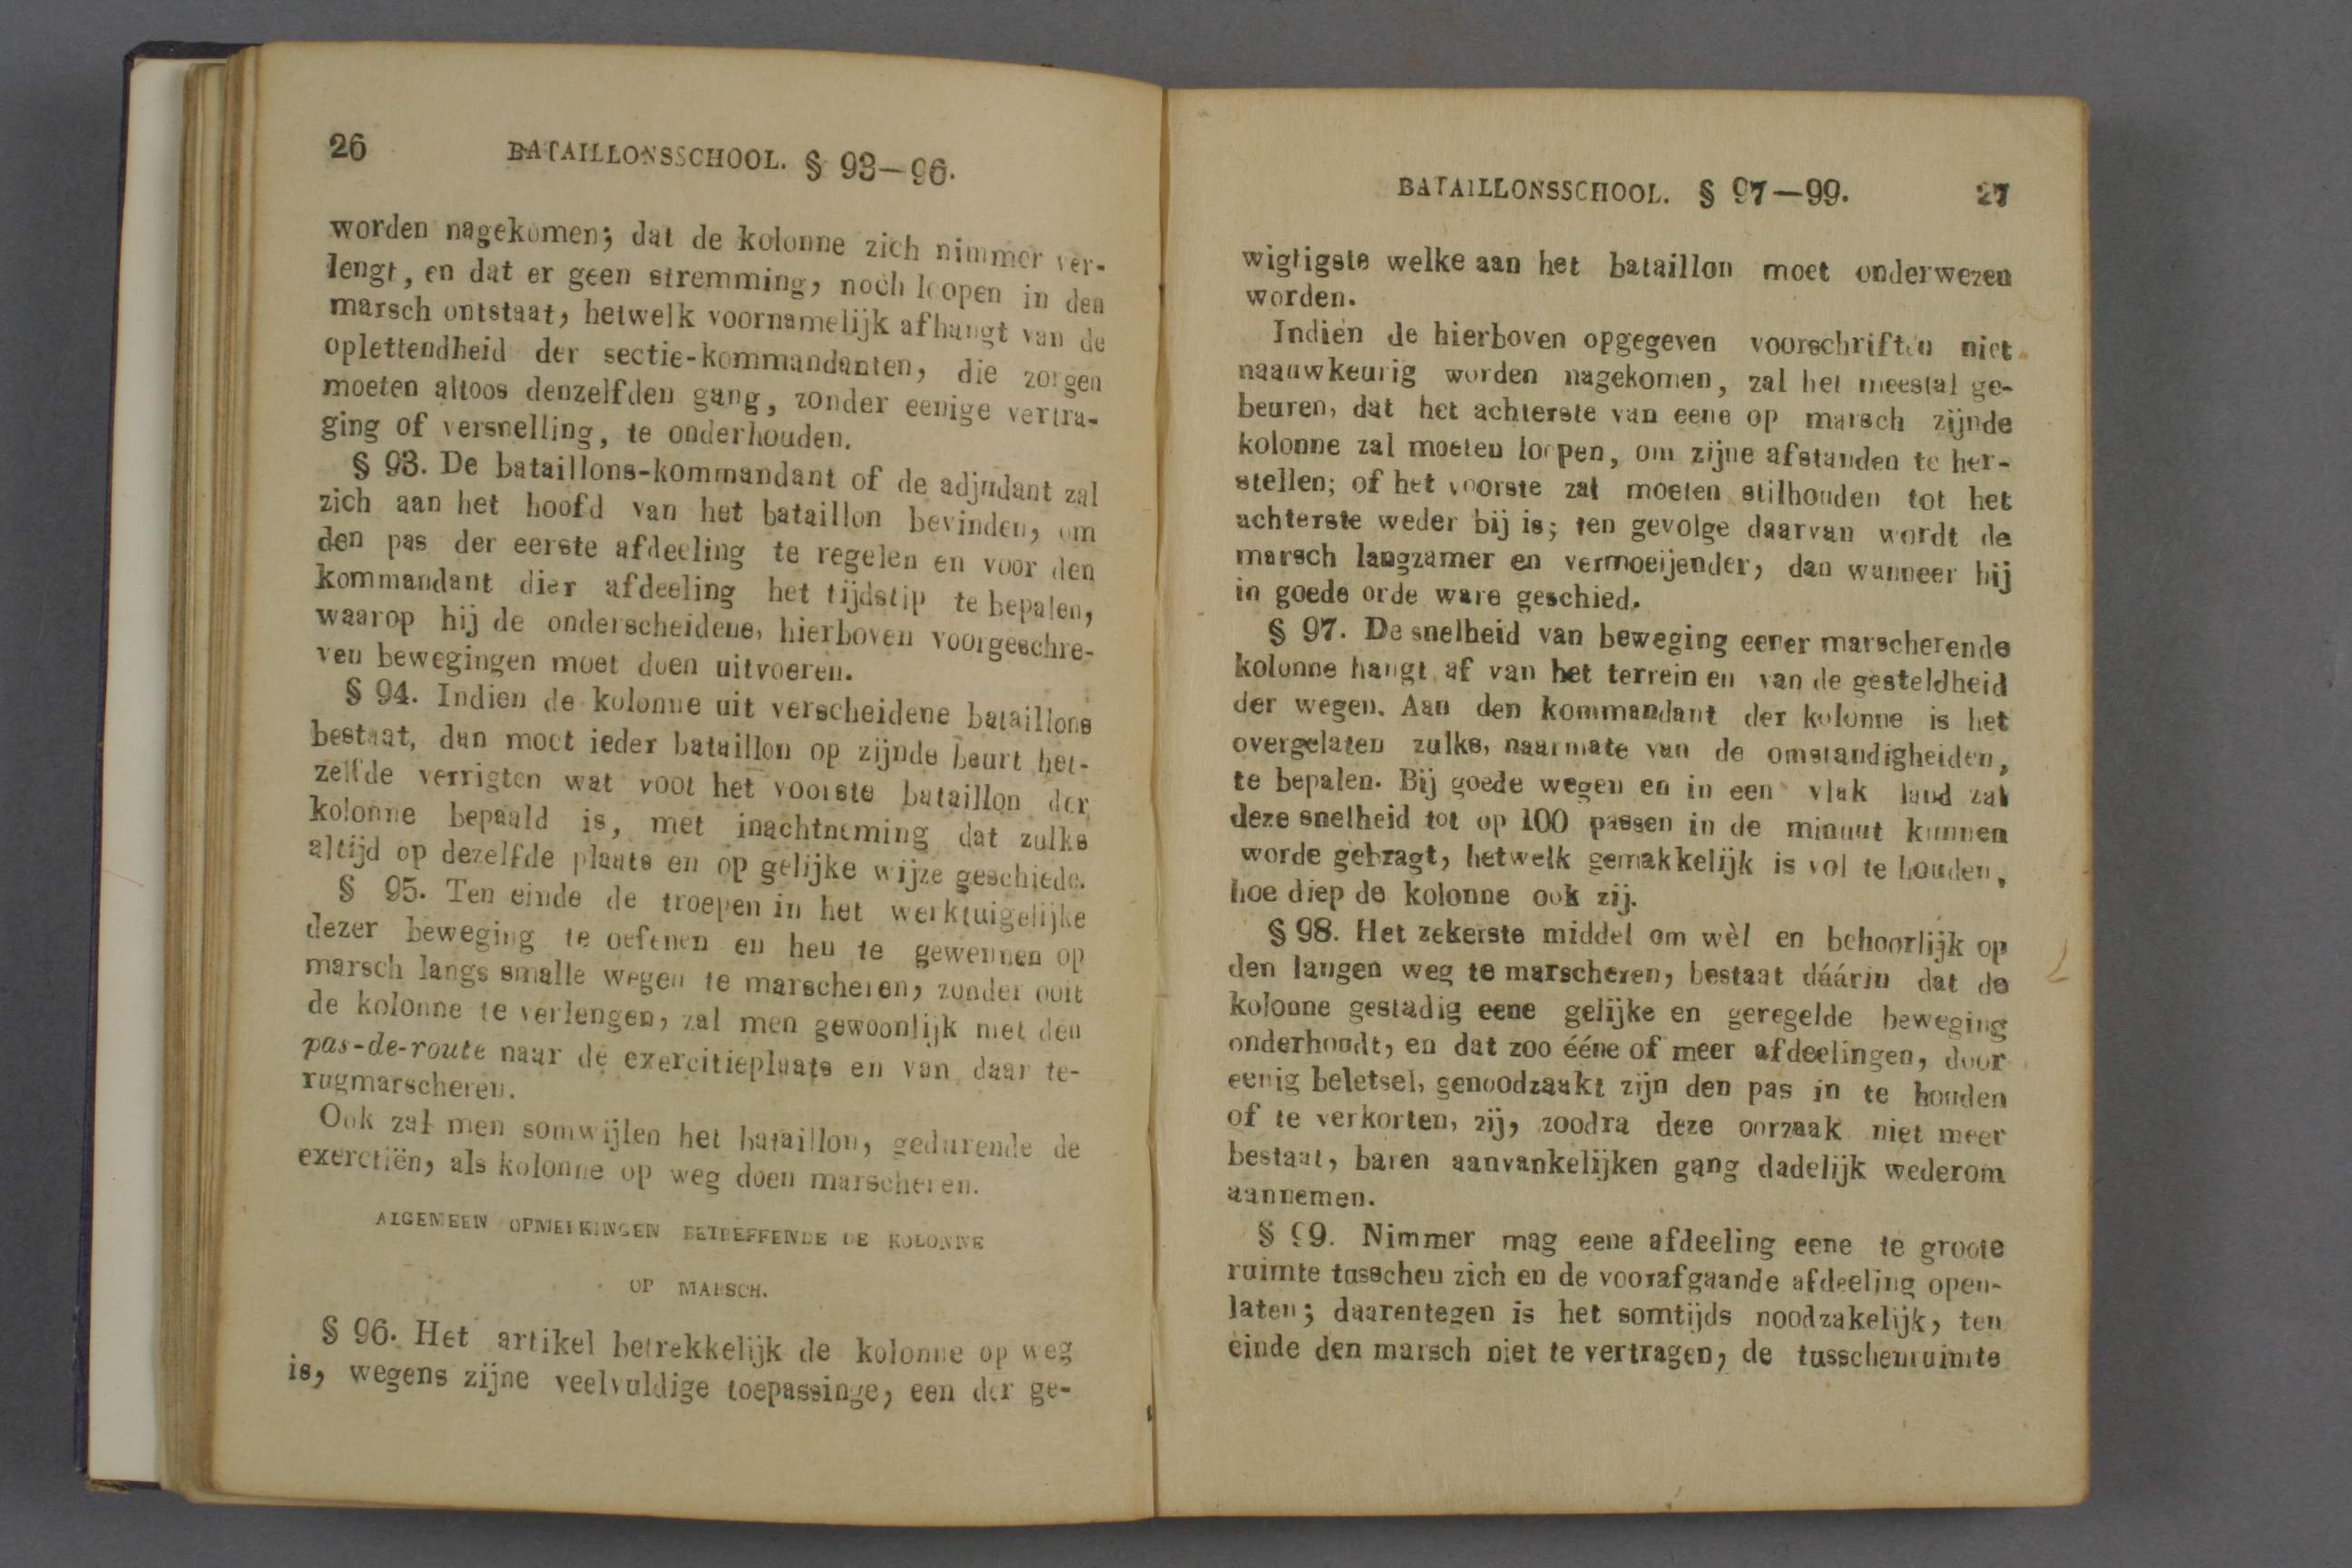 26 BATAILLONSSCHOOL. § 93—96.
worden nagekomen; dat de kolonne zich nimmer ver-
lengt, en dat er geen stremming, noch loopen in den
marsch ontstaat, hetwelk voornamelijk afhangt van de
oplettendheid der sectie-kommandanten, die zorgen
moeten altoos denzelfden gang, zonder eenige vertra-
ging of versnelling, te onderhouden.
§ 93. De bataillons-kommandant of de adjudant zal
zich aan het hoofd van het bataillon bevinden, om
den pas der eerste afdeeling te regelen en voor den
kommandant dier afdeeling het tijdstip te bepalen,
waarop hij de onderscheidene, hierboven voorgeschre-
ven bewegingen moet doen uitvoeren.
§ 94. Indien de kolonne uit verscheidene bataillons
bestaat, dan moet ieder bataillon op zijnde beurt het-
zelfde verrigten wat voot het voorste bataillon der
kolonne bepaald is, met inachtneming dat zulks
altijd op dezelfde plaats en op gelijke wijze geschiede.
§ 95. Ten einde de troepen in het werktuigelijke
dezer beweging te oefenen en hen te gewennen op
marsch langs smalle wegen te marscheren, zonder ooit
de kolonne te verlengen, zal men gewoonlijk met den
pas-de-route naar de exercitieplaats en van daar te-
rugmarscheren.
Ook zal men somwijlen het bataillon, gedurende de
exerctiën, als kolonne op weg doen marscheren.
ALGEMEEN OPMERKINGEN BETREFFENDE DE KOLONNE
OP MARSCH.
§ 96. Het artikel betrekkelijk de kolonne op weg
is, wegens zijne veelvuldige toepassinge, een der ge-
BATAILLONSSCHOOL. § 97—99. 27
wigtigste welke aan het bataillon moet onderwezen
worden.
Indien de hierboven opgegeven voorschriften niet
naauwkeurig worden nagekomen, zal het meestal ge-
beuren, dat het achterste van eene op marsch zijnde
kolonne zal moeten loopen, om zijne afstanden te her-
stellen; of het voorste zal moeten stilhouden tot het
achterste weder bij is; ten gevolge daarvan wordt de
marsch langzamer en vermoeijender, dan wanneer hij
in goede orde ware geschied.
§ 97. De snelheid van beweging eener marscherende
kolonne hangt af van het terrein en van de gesteldheid
der wegen. Aan den kommandant der kolonne is het
overgelaten zulks, naarmate van de omstandigheiden,
te bepalen. Bij goede wegen en in een vlak land zal
deze snelheid tot op 100 passen in de minuut kunnen
worde gebragt, hetwelk gemakkelijk is vol te houden,
hoe diep de kolonne ook zij.
§ 98. Het zekerste middel om wèl en behoorlijk op
den langen weg te marscheren, bestaat dáárin dat de
kolonne gestadig eene gelijke en geregelde beweging
onderhoudt, en dat zoo ééne of meer afdeelingen, door
eenig beletsel, genoodzaakt zijn den pas in te houden
of te verkorten, zij, zoodra deze oorzaak niet meer
bestaat, haren aanvankelijken gang dadelijk wederom
aannemen.
§ 99. Nimmer mag eene afdeeling eene te groote
ruimte tusschen zich en de voorafgaande afdeeling open-
laten; daarentegen is het somtijds noodzakelijk, ten
einde den marsch niet te vertragen, de tusschenruimte